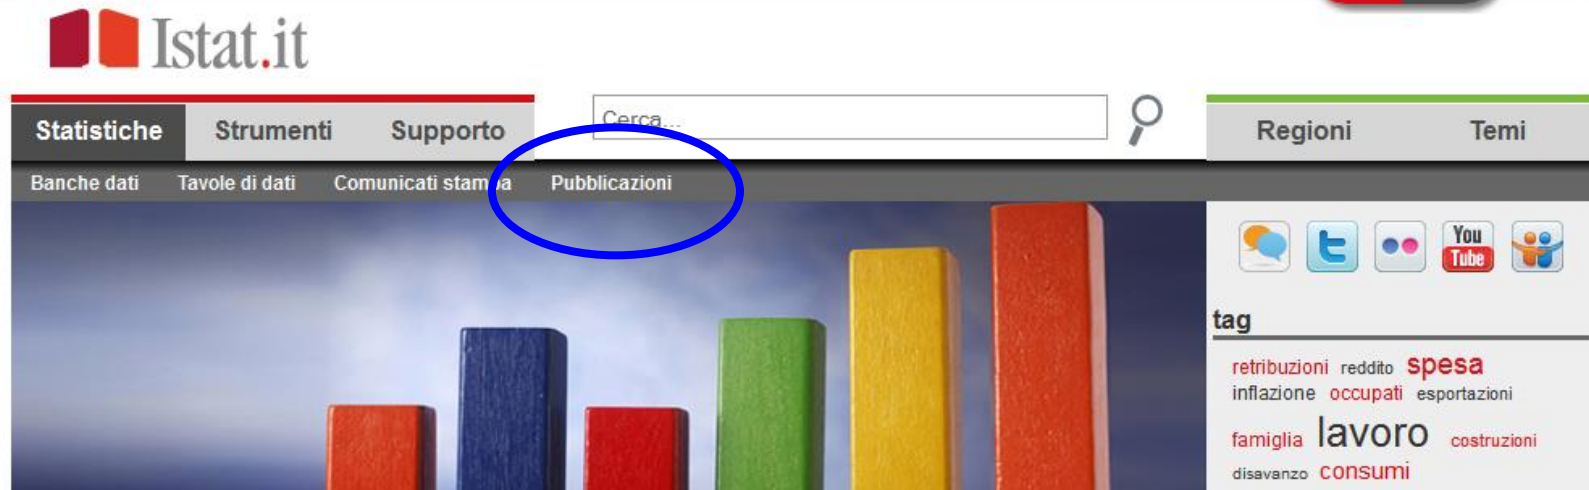 Istat.it
Statistiche Strumenti Supporto Cerca... Regioni Temi
Banche dati Tavole di dati Comunicati stampa Pubblicazioni
You
Tube
tag
retribuzioni reddito spesa
inflazione occupati esportazioni
famiglia lavoro costruzioni
disavanzo consumi